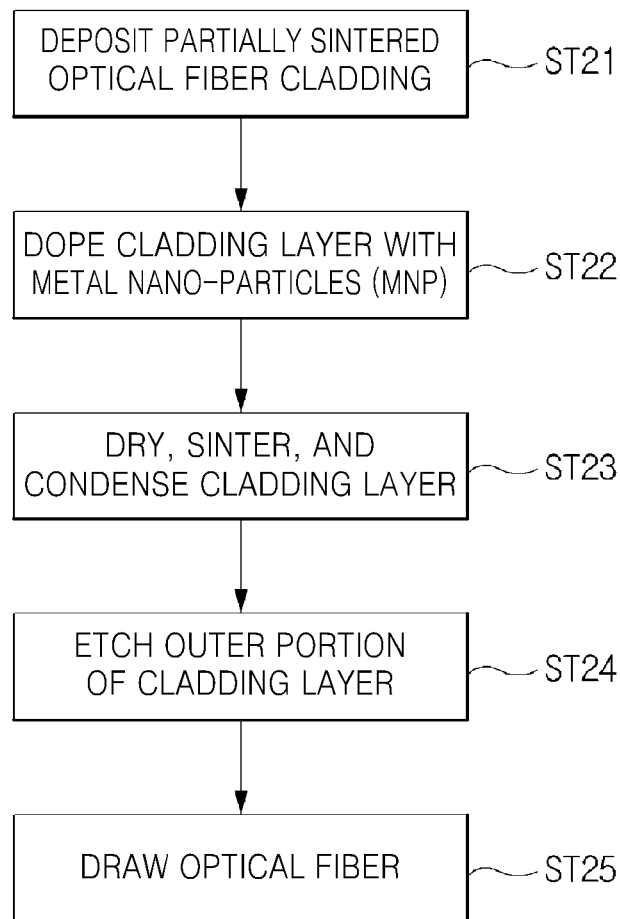 DEPOSIT PARTIALLY SINTERED
OPTICAL FIBER CLADDING
ST21
DOPE CLADDING LAYER WITH
METAL NANO-PARTICLES (MNP)
ST22
DRY, SINTER, AND
CONDENSE CLADDING LAYER
ST23
ETCH OUTER PORTION
OF CLADDING LAYER
ST24
DRAW OPTICAL FIBER
ST25